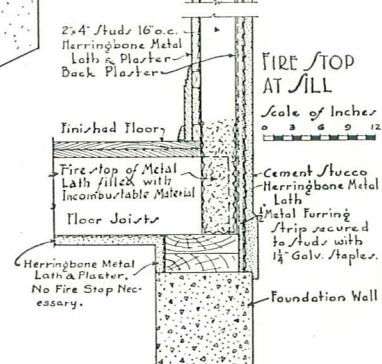 2"x4" Studs 16" o.c.
Herringbone Metal
Lath & Plaster
Back Plaster
FIRE STOP
AT SILL
Scale of Inches
0 3 6 9 12
Finished Floor
Fire stop of Metal
Lath filled with
Incombustable Material
Floor Joists
Cement Stucco
Herringbone Metal
Lath
½" Metal Furring
Strip secured
to studs with
1¼" Galv. Staples.
Herringbone Metal
Lath & Plaster.
No Fire Stop Nec-
essary.
Foundation Wall